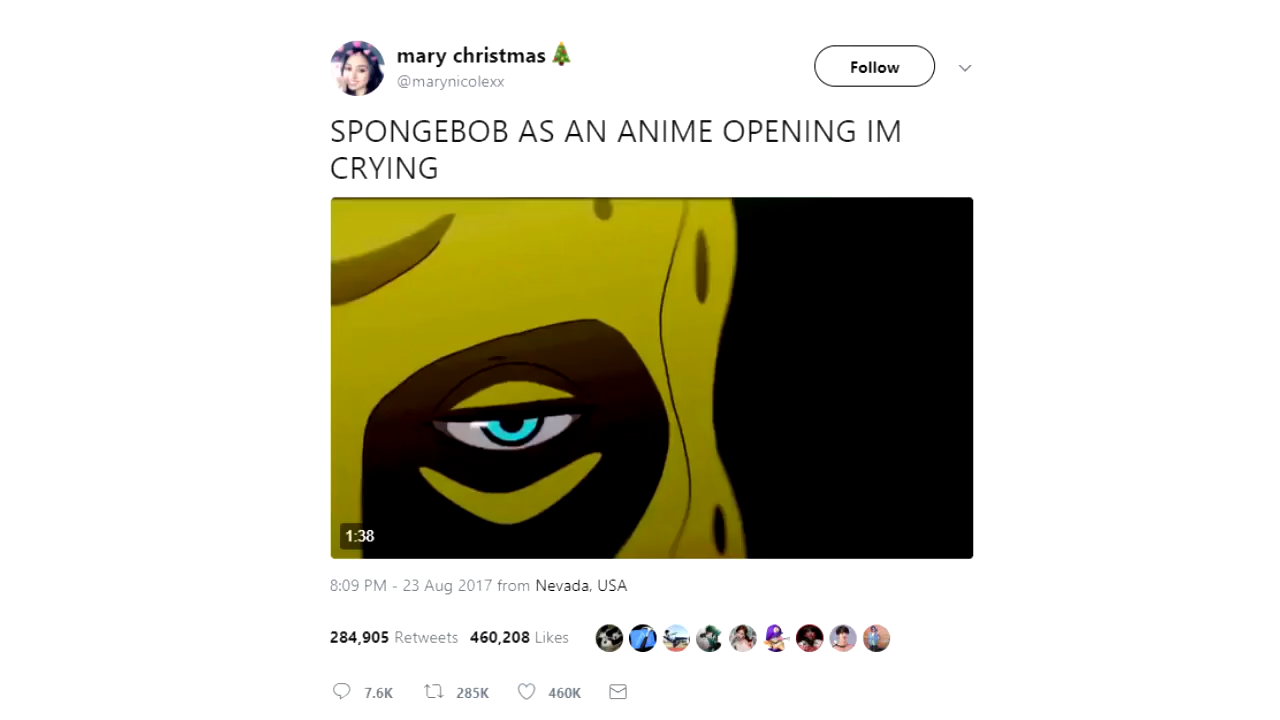 mary christmas🎄
@marynicolexx
Follow
SPONGEBOB AS AN ANIME OPENING IM
CRYING
1:38
8:09 PM - 23 Aug 2017 from Nevada, USA
284,905 Retweets 460,208 Likes
7.6K 285K 460K